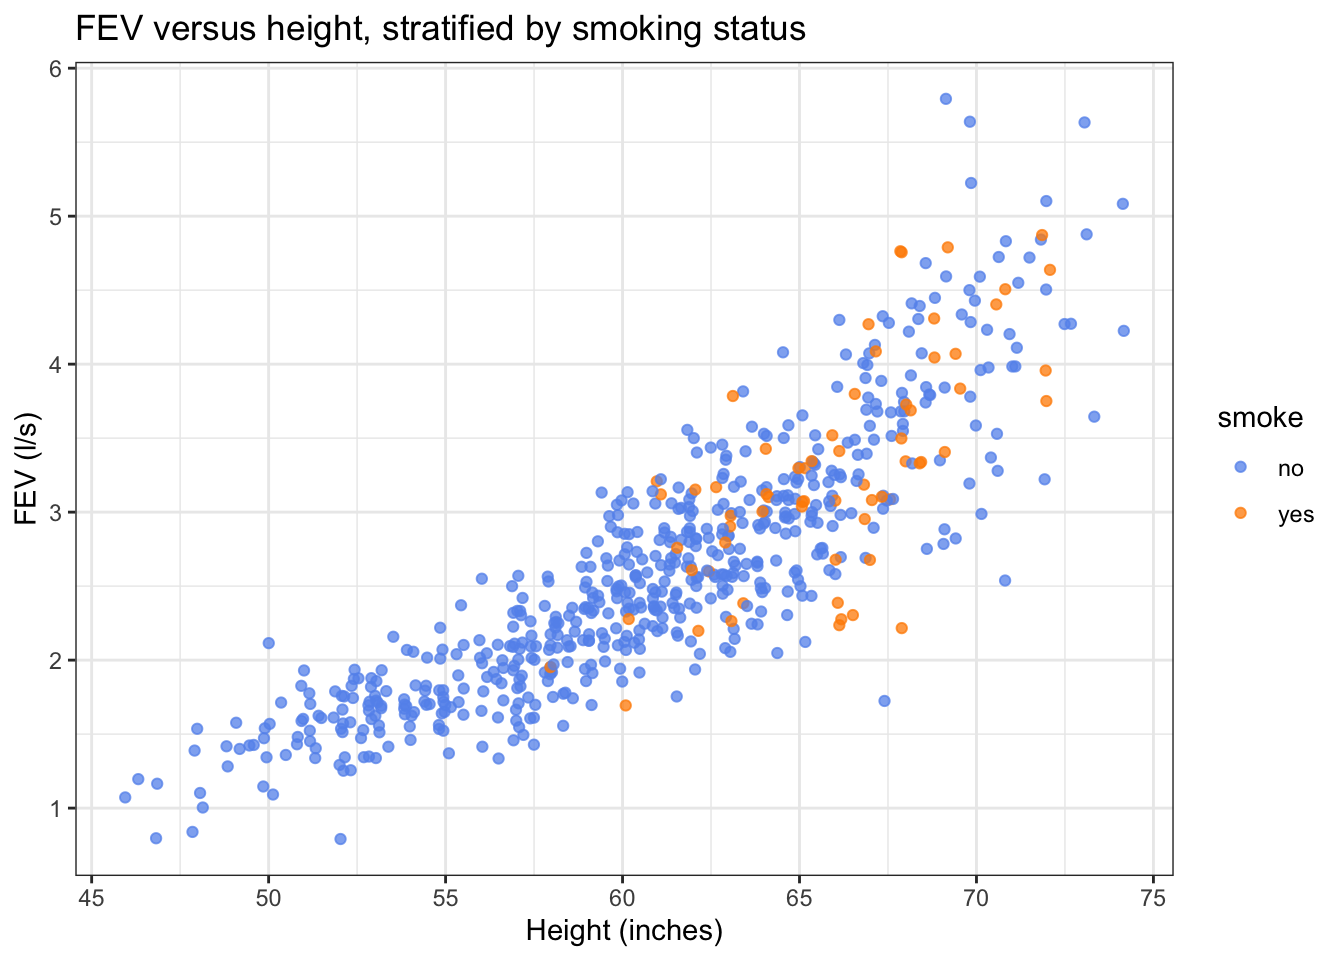 FEV versus height, stratified by smoking status
6
5
4
3
2
1
FEV (l/s)
45 50 55 60 65 70 75
Height (inches)
smoke
no
yes